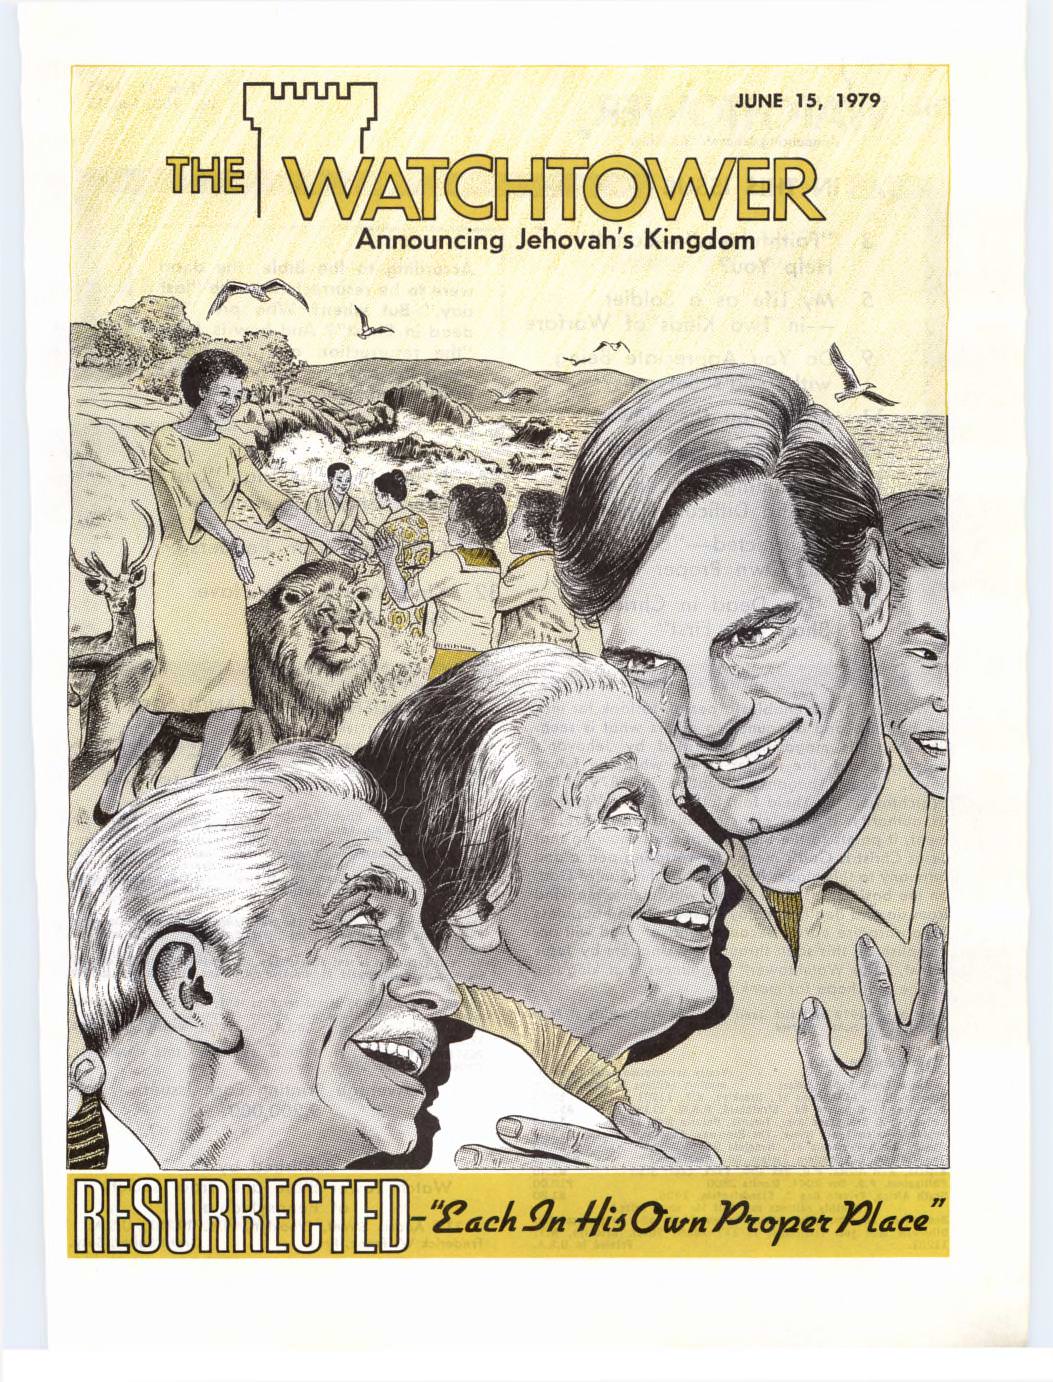 JUNE 15, 1979
THE WATCHTOWER
Announcing Jehovah's Kingdom
RESURRECTED—"Each In His Own Proper Place"